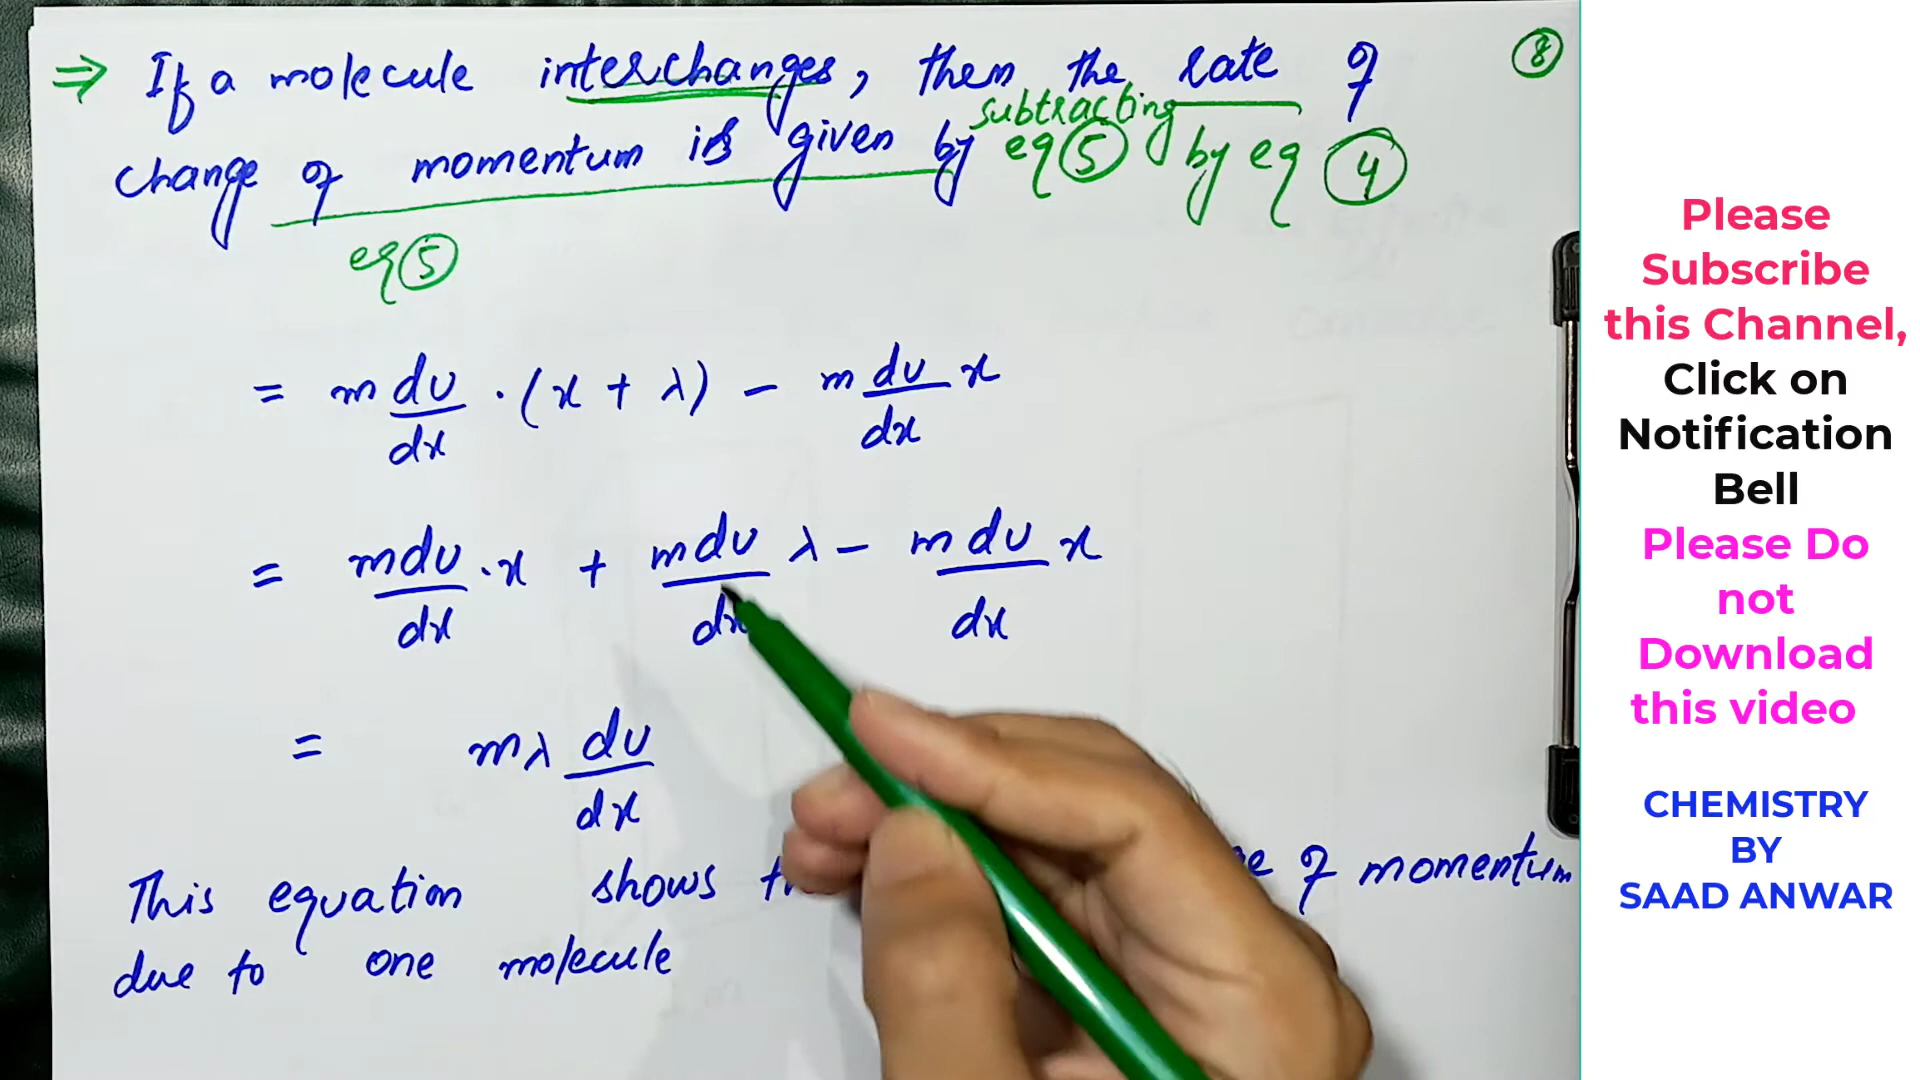 ⇒ If a molecule interchanges, then the rate of ⑧
subtracting
change of momentum is given by eq ⑤ by eq ④
eq ⑤
= m du/dx . (x + λ) - m du/dx x
= mdu/dx . x + mdu/dx λ - m du/dx x
= mλ du/dx
This equation shows of momentum
due to one molecule
Please
Subscribe
this Channel,
Click on
Notification
Bell
Please Do
not
Download
this video
CHEMISTRY
BY
SAAD ANWAR